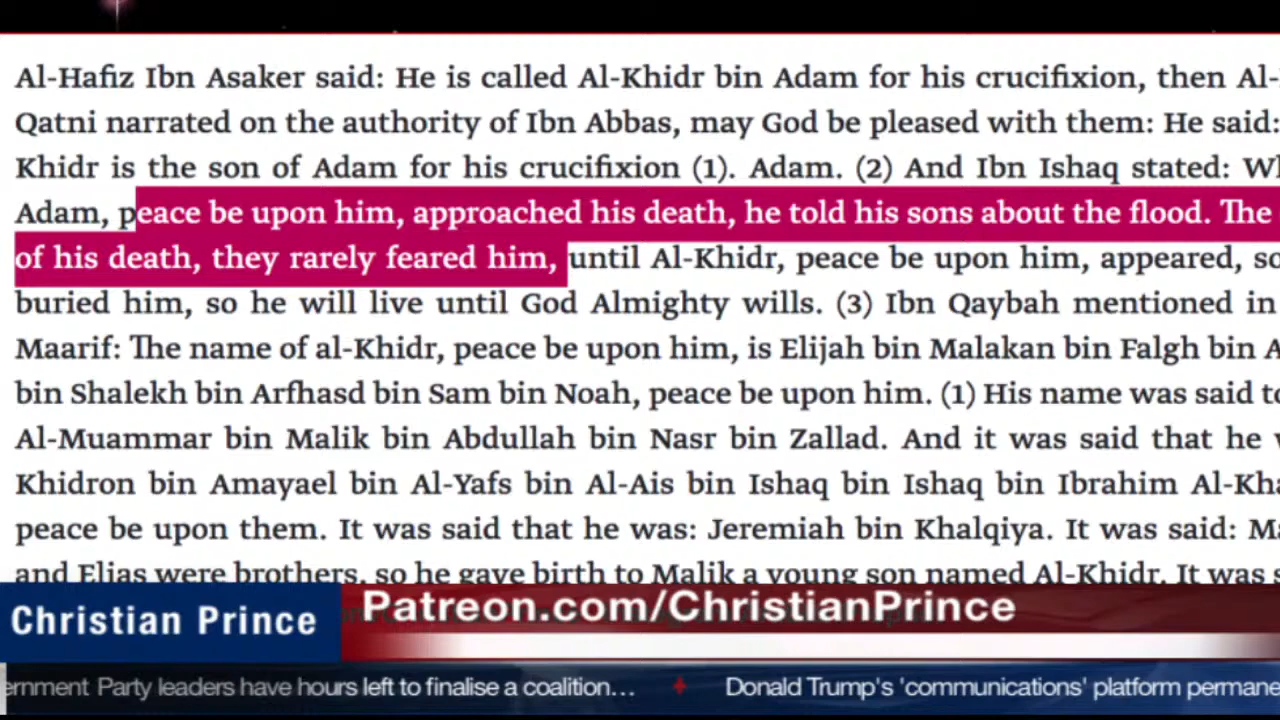 Al-Hafiz Ibn Asaker said: He is called Al-Khidr bin Adam for his crucifixion, then Al-
Qatni narrated on the authority of Ibn Abbas, may God be pleased with them: He said:
Khidr is the son of Adam for his crucifixion (1). Adam. (2) And Ibn Ishaq stated: Wh
Adam, peace be upon him, approached his death, he told his sons about the flood. The
of his death, they rarely feared him, until Al-Khidr, peace be upon him, appeared, so
buried him, so he will live until God Almighty wills. (3) Ibn Qaybah mentioned in
Maarif: The name of al-Khidr, peace be upon him, is Elijah bin Malakan bin Falgh bin A
bin Shalekh bin Arfhasd bin Sam bin Noah, peace be upon him. (1) His name was said to
Al-Muammar bin Malik bin Abdullah bin Nasr bin Zallad. And it was said that he w
Khidron bin Amayael bin Al-Yafs bin Al-Ais bin Ishaq bin Ishaq bin Ibrahim Al-Kha
peace be upon them. It was said that he was: Jeremiah bin Khalqiya. It was said: Ma
and Elias were brothers, so he gave birth to Malik a young son named Al-Khidr. It was s
Christian Prince
Patreon.com/ChristianPrince
ernment Party leaders have hours left to finalise a coalition... Donald Trump's 'communications' platform permane